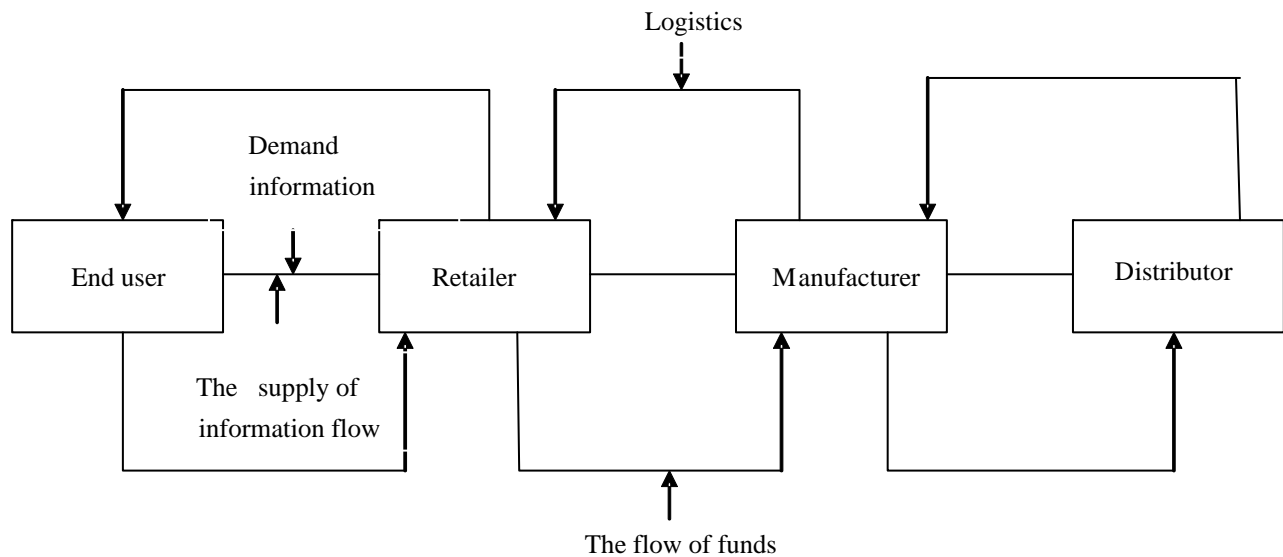 Logistics
Demand
information
End user
Retailer
Manufacturer
Distributor
The supply of
information flow
The flow of funds